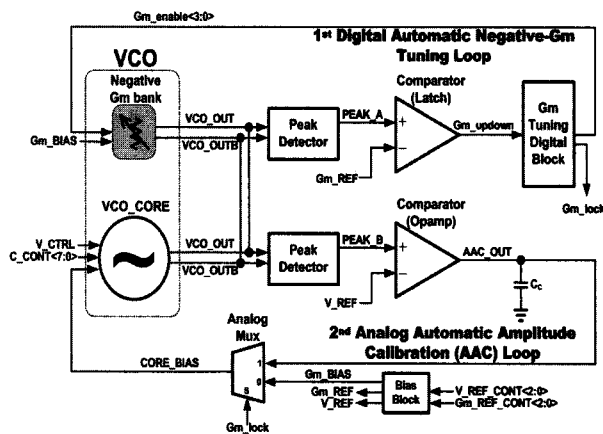 Gm_enable<3:0>
1st Digital Automatic Negative-Gm
Tuning Loop
VCO
Negative
Gm bank
Gm_BIAS
VCO_OUT
VCO_OUTB
Peak
Detector
PEAK_A
Comparator
(Latch)
+
−
Gm_REF
Gm_updown
Gm
Tuning
Digital
Block
Gm_lock
VCO_CORE
V_CTRL
C_CONT<7:0>
VCO_OUT
VCO_OUTB
Peak
Detector
PEAK_B
Comparator
(Opamp)
+
−
V_REF
AAC_OUT
Cc
2nd Analog Automatic Amplitude
Calibration (AAC) Loop
Analog
Mux
CORE_BIAS
1
0
S
Gm_lock
Gm_BIAS
Gm_REF
V_REF
Bias
Block
V_REF_CONT<2:0>
Gm_REF_CONT<2:0>